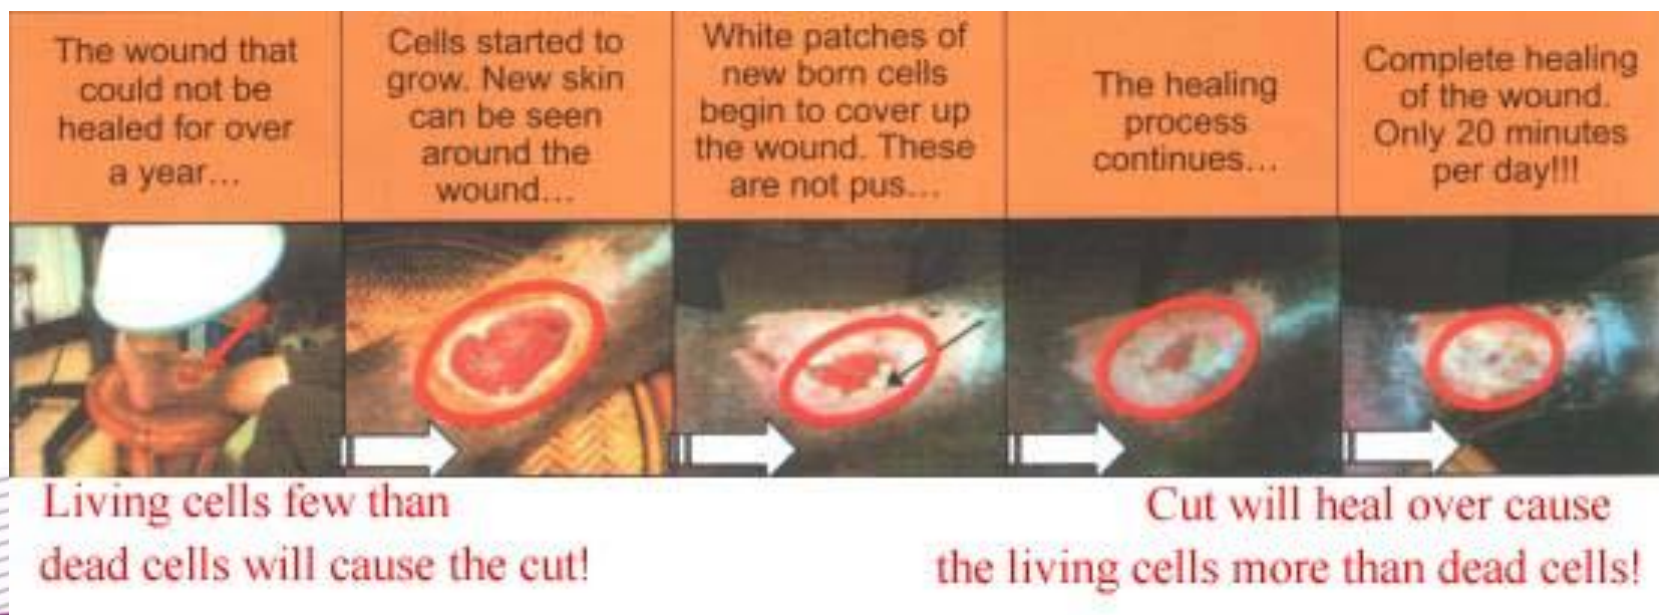 The wound that
could not be
healed for over
a year...
Cells started to
grow. New skin
can be seen
around the
wound...
White patches of
new born cells
begin to cover up
the wound. These
are not pus...
The healing
process
continues...
Complete healing
of the wound.
Only 20 minutes
per day!!!
Living cells few than
dead cells will cause the cut!
Cut will heal over cause
the living cells more than dead cells!